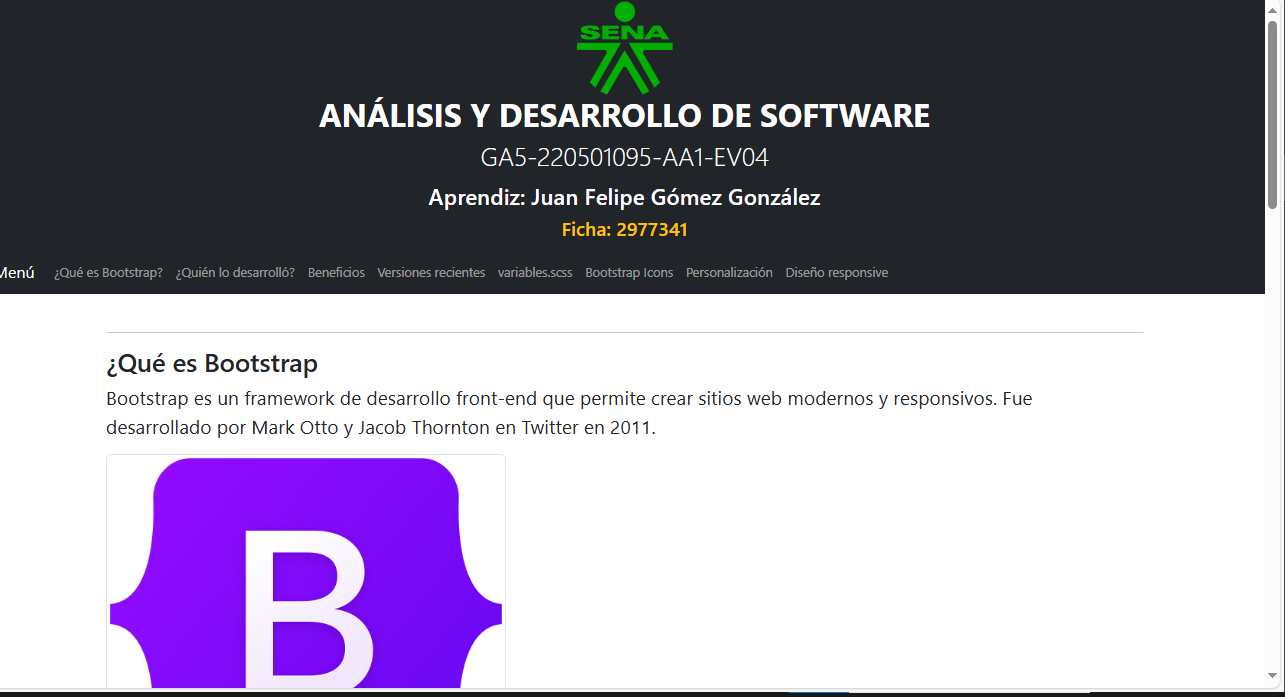 SENA
ANÁLISIS Y DESARROLLO DE SOFTWARE
GA5-220501095-AA1-EV04
Aprendiz: Juan Felipe Gómez González
Ficha: 2977341
Menú ¿Qué es Bootstrap? ¿Quién lo desarrolló? Beneficios Versiones recientes variables.scss Bootstrap Icons Personalización Diseño responsive
¿Qué es Bootstrap
Bootstrap es un framework de desarrollo front-end que permite crear sitios web modernos y responsivos. Fue
desarrollado por Mark Otto y Jacob Thornton en Twitter en 2011.
B